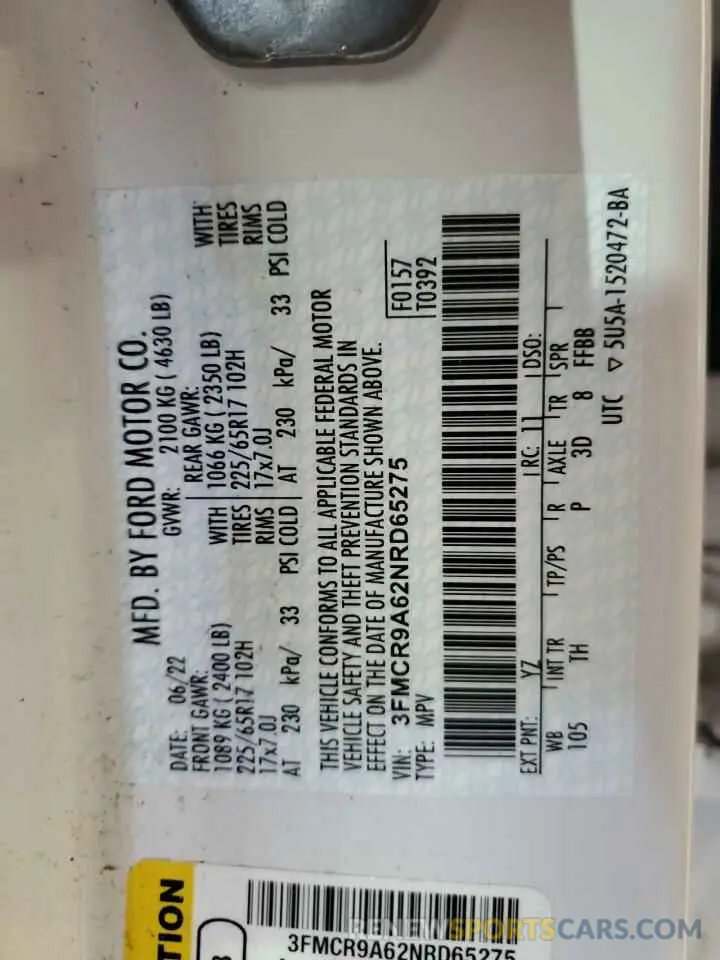 MFD. BY FORD MOTOR CO.
DATE: 06/22 GVWR: 2100 KG ( 4630 LB)
FRONT GAWR: REAR GAWR:
1089 KG ( 2400 LB) WITH 1066 KG ( 2350 LB) WITH
225/65R17 102H TIRES 225/65R17 102H TIRES
17x7.0J RIMS 17x7.0J RIMS
AT 230 kPa/ 33 PSI COLD AT 230 kPa/ 33 PSI COLD
THIS VEHICLE CONFORMS TO ALL APPLICABLE FEDERAL MOTOR
VEHICLE SAFETY AND THEFT PREVENTION STANDARDS IN
EFFECT ON THE DATE OF MANUFACTURE SHOWN ABOVE.
VIN: 3FMCR9A62NRD65275 F0157
TYPE: MPV T0392
EXT PNT: YZ RC: 11 DSO:
WB INT TR TP/PS R AXLE TR SPR
105 TH P 3D 8 FFBB
UTC ▽ 5U5A-1520472-BA
TION
3FMCR9A62NRD65275
RENEWSPORTSCARS.COM